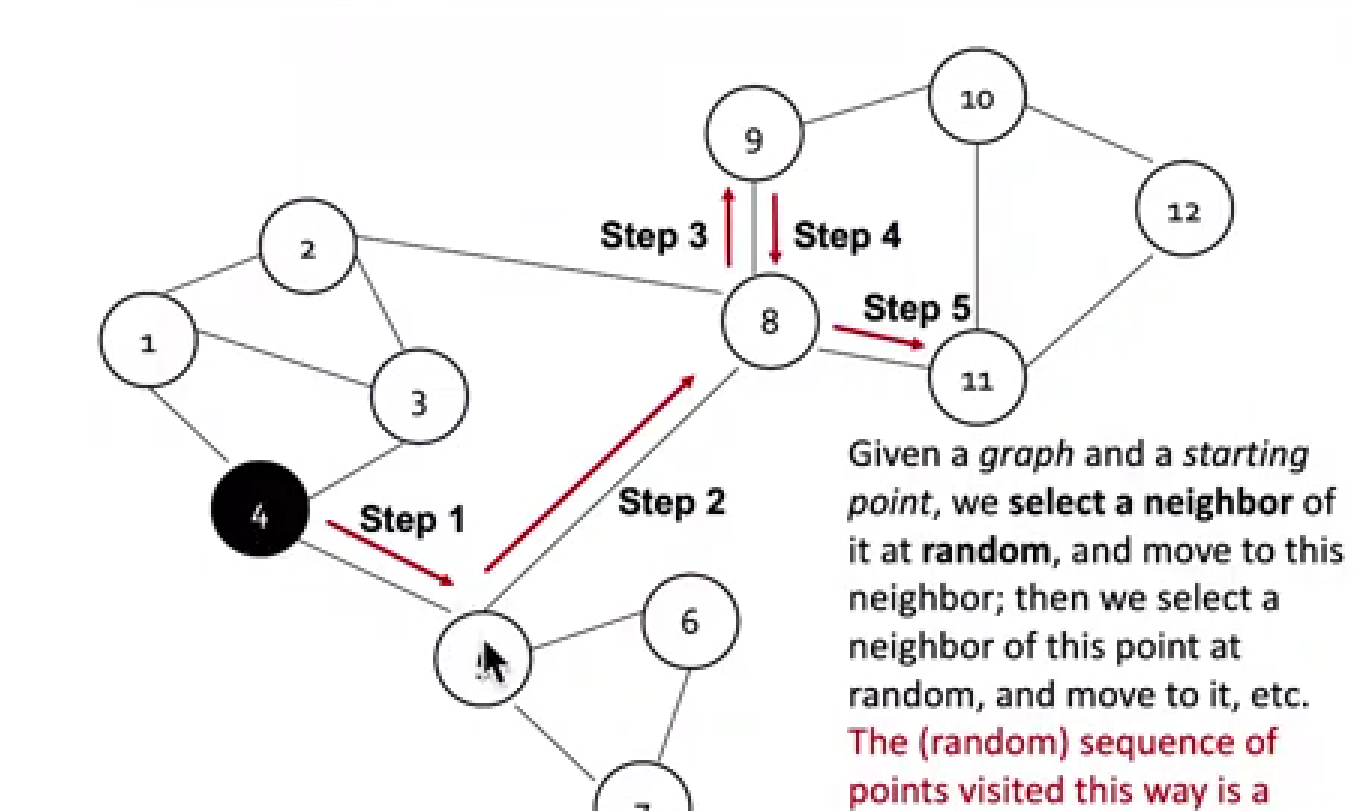 10
9
12
Step 3
Step 4
2
Step 5
8
1
11
3
4
Step 1
Step 2
6
Given a graph and a starting
point, we select a neighbor of
it at random, and move to this
neighbor; then we select a
neighbor of this point at
random, and move to it, etc.
The (random) sequence of
points visited this way is a